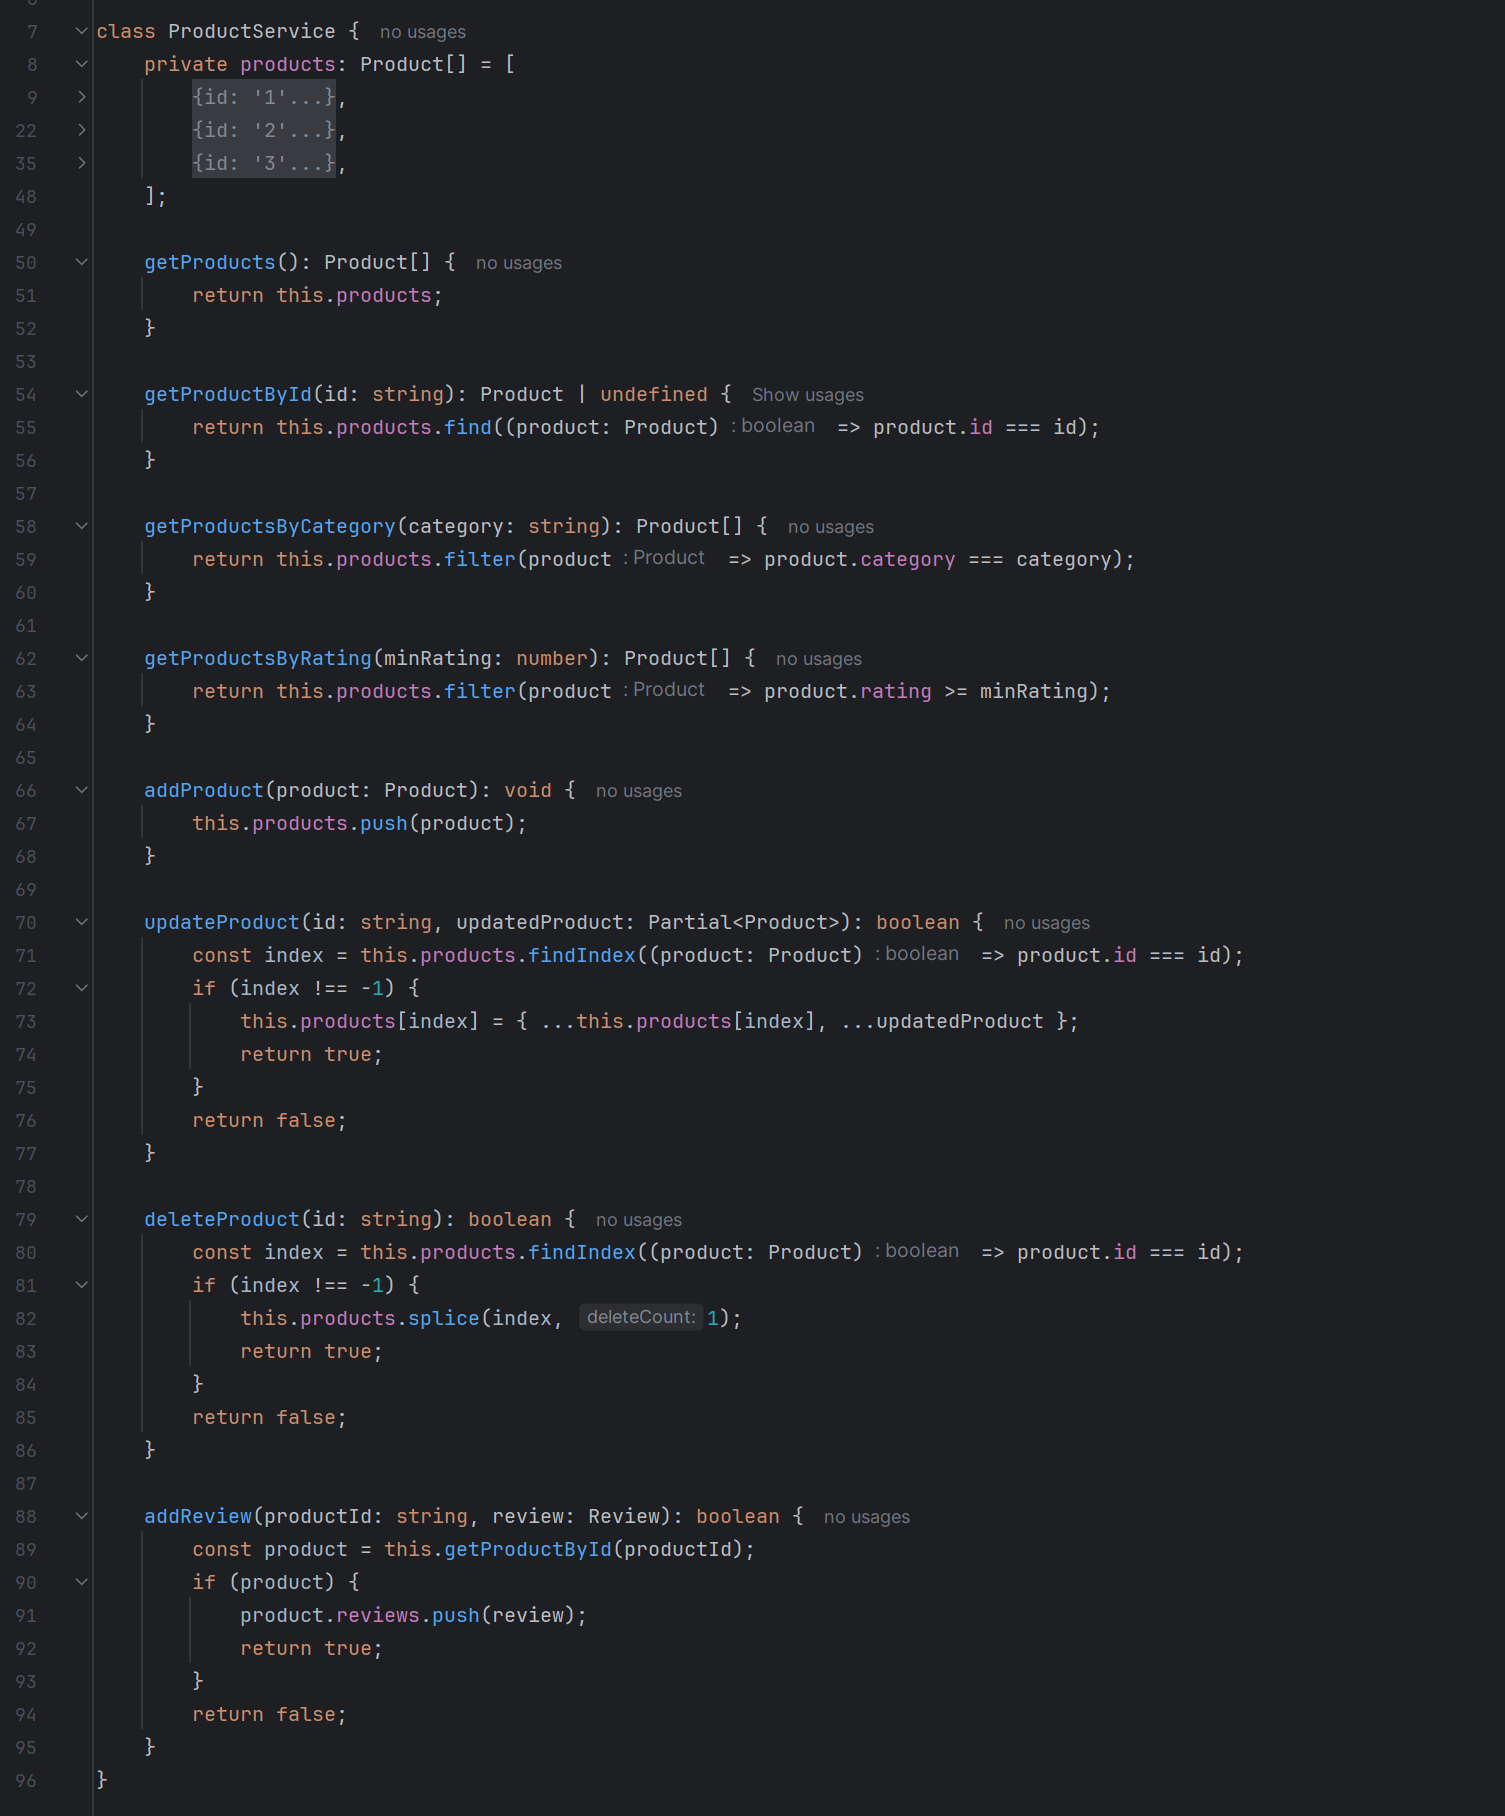 7 class ProductService { no usages
8 private products: Product[] = [
9 {id: '1'...},
22 {id: '2'...},
35 {id: '3'...},
48 ];
49
50 getProducts(): Product[] { no usages
51 return this.products;
52 }
53
54 getProductById(id: string): Product | undefined { Show usages
55 return this.products.find((product: Product) : boolean => product.id === id);
56 }
57
58 getProductsByCategory(category: string): Product[] { no usages
59 return this.products.filter(product : Product => product.category === category);
60 }
61
62 getProductsByRating(minRating: number): Product[] { no usages
63 return this.products.filter(product : Product => product.rating >= minRating);
64 }
65
66 addProduct(product: Product): void { no usages
67 this.products.push(product);
68 }
69
70 updateProduct(id: string, updatedProduct: Partial<Product>): boolean { no usages
71 const index = this.products.findIndex((product: Product) : boolean => product.id === id);
72 if (index !== -1) {
73 this.products[index] = { ...this.products[index], ...updatedProduct };
74 return true;
75 }
76 return false;
77 }
78
79 deleteProduct(id: string): boolean { no usages
80 const index = this.products.findIndex((product: Product) : boolean => product.id === id);
81 if (index !== -1) {
82 this.products.splice(index, deleteCount: 1);
83 return true;
84 }
85 return false;
86 }
87
88 addReview(productId: string, review: Review): boolean { no usages
89 const product = this.getProductById(productId);
90 if (product) {
91 product.reviews.push(review);
92 return true;
93 }
94 return false;
95 }
96 }